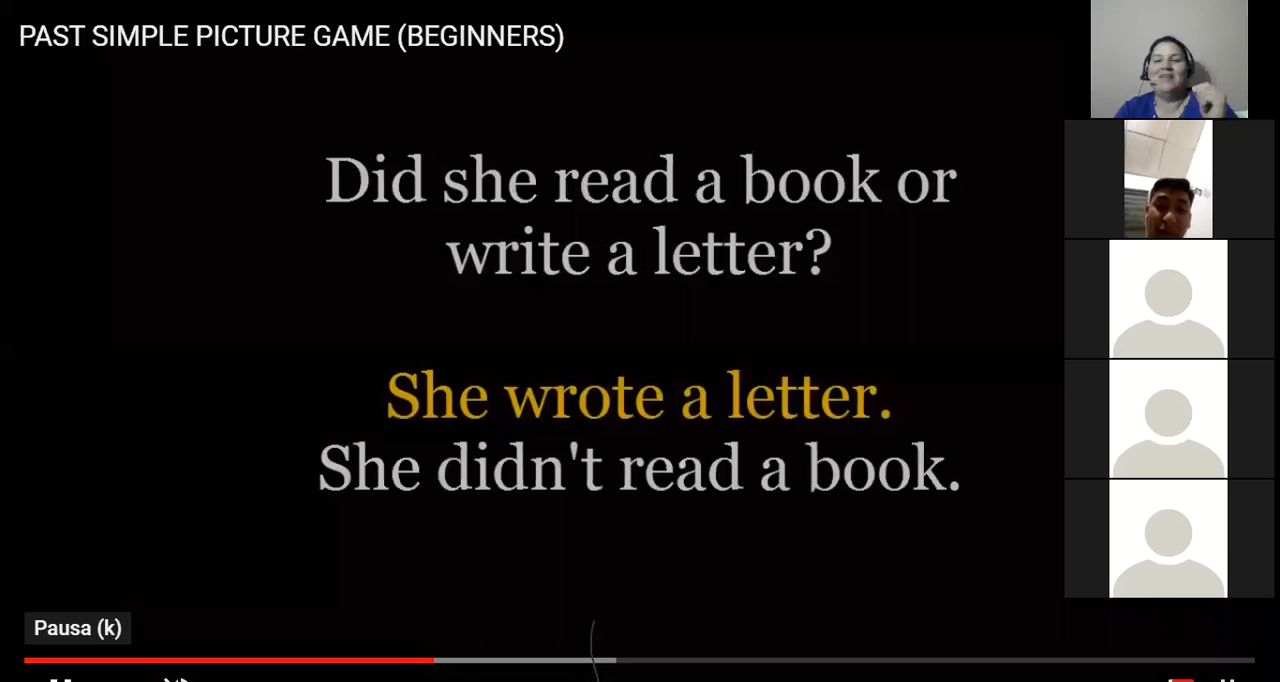 PAST SIMPLE PICTURE GAME (BEGINNERS)
Did she read a book or
write a letter?
She wrote a letter.
She didn't read a book.
Pausa (k)